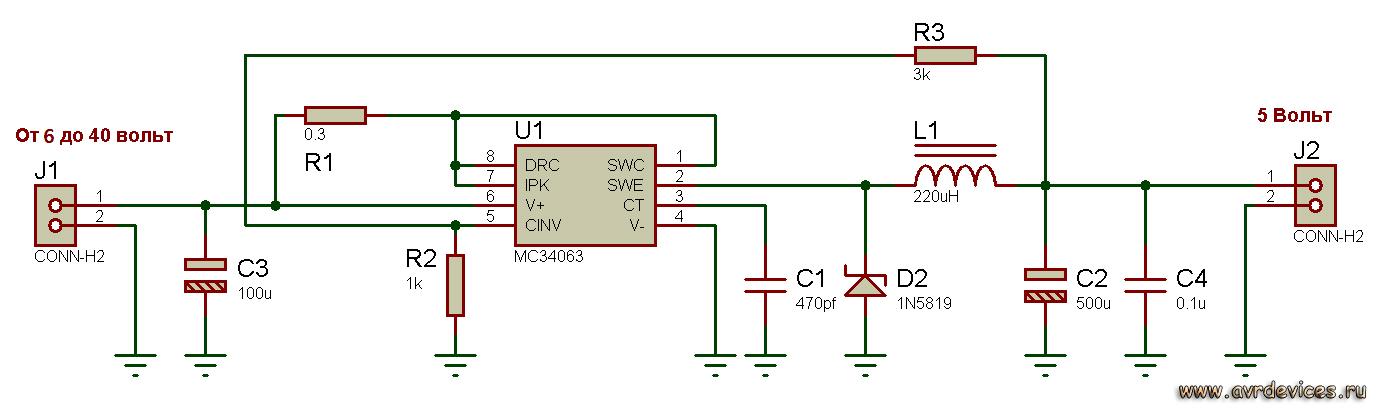 R3
3k
От 6 до 40 вольт
5 Вольт
0.3
R1
U1
L1
J1
J2
8 DRC SWC 1
7 IPK SWE 2
6 V+ CT 3
5 CINV V- 4
1
2
220uH
1
2
CONN-H2
CONN-H2
MC34063
C3
100u
R2
1k
C1
470pf
D2
1N5819
C2
500u
C4
0.1u
www.avrdevices.ru